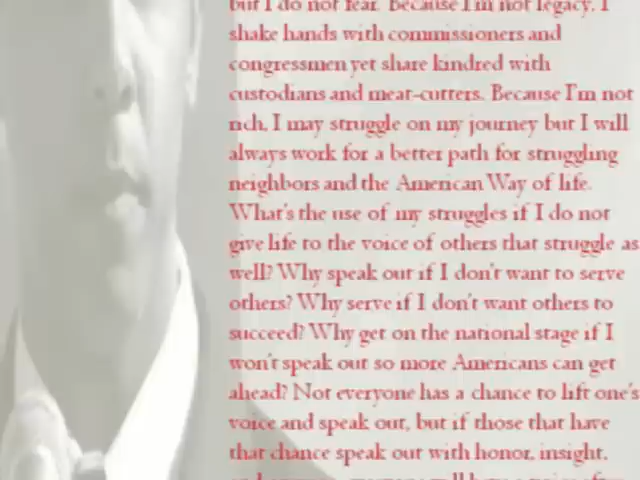 but I do not fear. Because I'm not legacy. I
shake hands with commissioners and
congressmen yet share kindred with
custodians and meat-cutters. Because I'm not
rich, I may struggle on my journey but I will
always work for a better path for struggling
neighbors and the American Way of life.
What's the use of my struggles if I do not
give life to the voice of others that struggle as
well? Why speak out if I don't want to serve
others? Why serve if I don't want others to
succeed? Why get on the national stage if I
won't speak out so more Americans can get
ahead? Not everyone has a chance to lift one's
voice and speak out, but if those that have
that chance speak out with honor, insight,